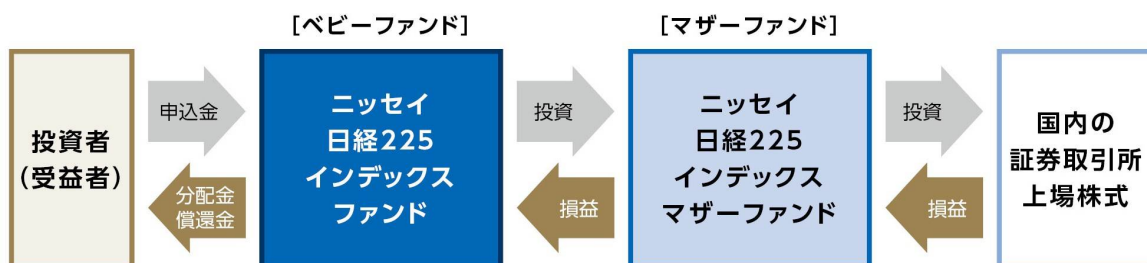 [ベビーファンド]
[マザーファンド]
投資者
(受益者)
申込金
分配金
償還金
ニッセイ
日経225
インデックス
ファンド
投資
損益
ニッセイ
日経225
インデックス
マザーファンド
投資
損益
国内の
証券取引所
上場株式